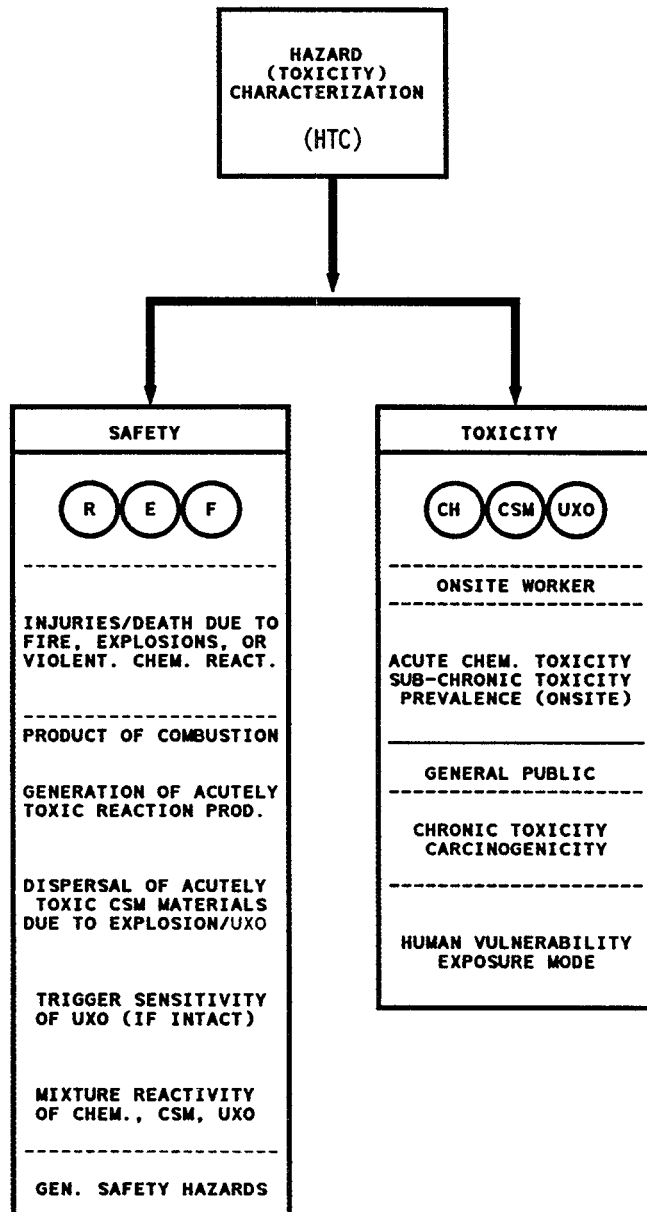 HAZARD
(TOXICITY)
CHARACTERIZATION
(HTC)
SAFETY
R E F
INJURIES/DEATH DUE TO
FIRE, EXPLOSIONS, OR
VIOLENT. CHEM. REACT.
PRODUCT OF COMBUSTION
GENERATION OF ACUTELY
TOXIC REACTION PROD.
DISPERSAL OF ACUTELY
TOXIC CSM MATERIALS
DUE TO EXPLOSION/UXO
TRIGGER SENSITIVITY
OF UXO (IF INTACT)
MIXTURE REACTIVITY
OF CHEM., CSM, UXO
GEN. SAFETY HAZARDS
TOXICITY
CH CSM UXO
ONSITE WORKER
ACUTE CHEM. TOXICITY
SUB-CHRONIC TOXICITY
PREVALENCE (ONSITE)
GENERAL PUBLIC
CHRONIC TOXICITY
CARCINOGENICITY
HUMAN VULNERABILITY
EXPOSURE MODE